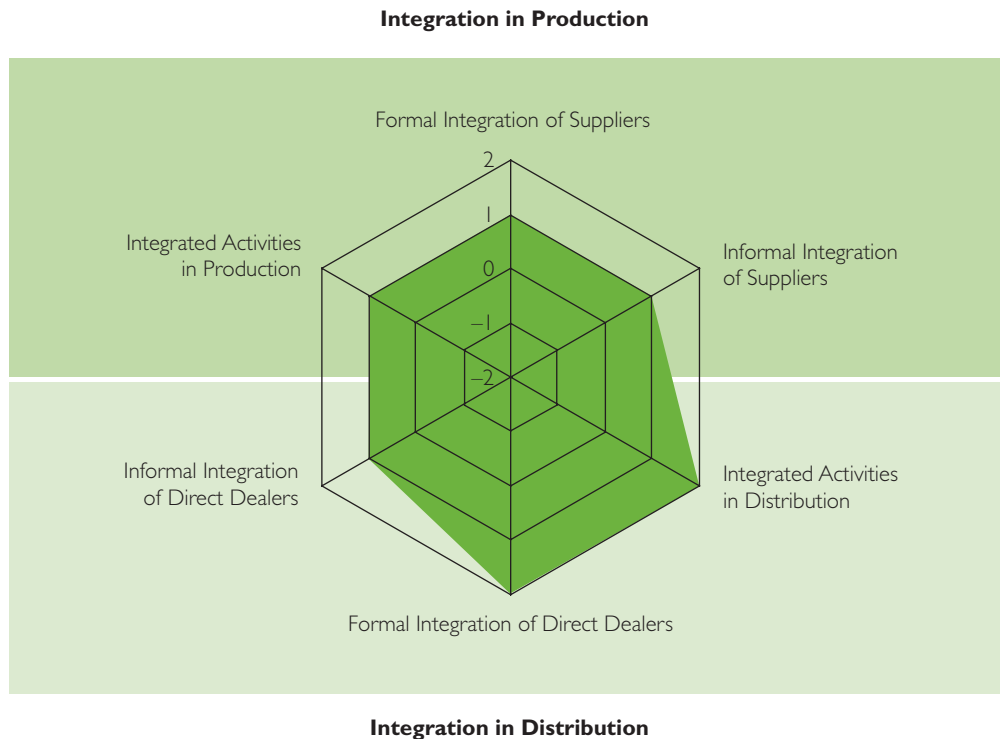 Integration in Production
Formal Integration of Suppliers
2
1
0
–1
–2
Integrated Activities
in Production
Informal Integration
of Suppliers
Informal Integration
of Direct Dealers
Integrated Activities
in Distribution
Formal Integration of Direct Dealers
Integration in Distribution